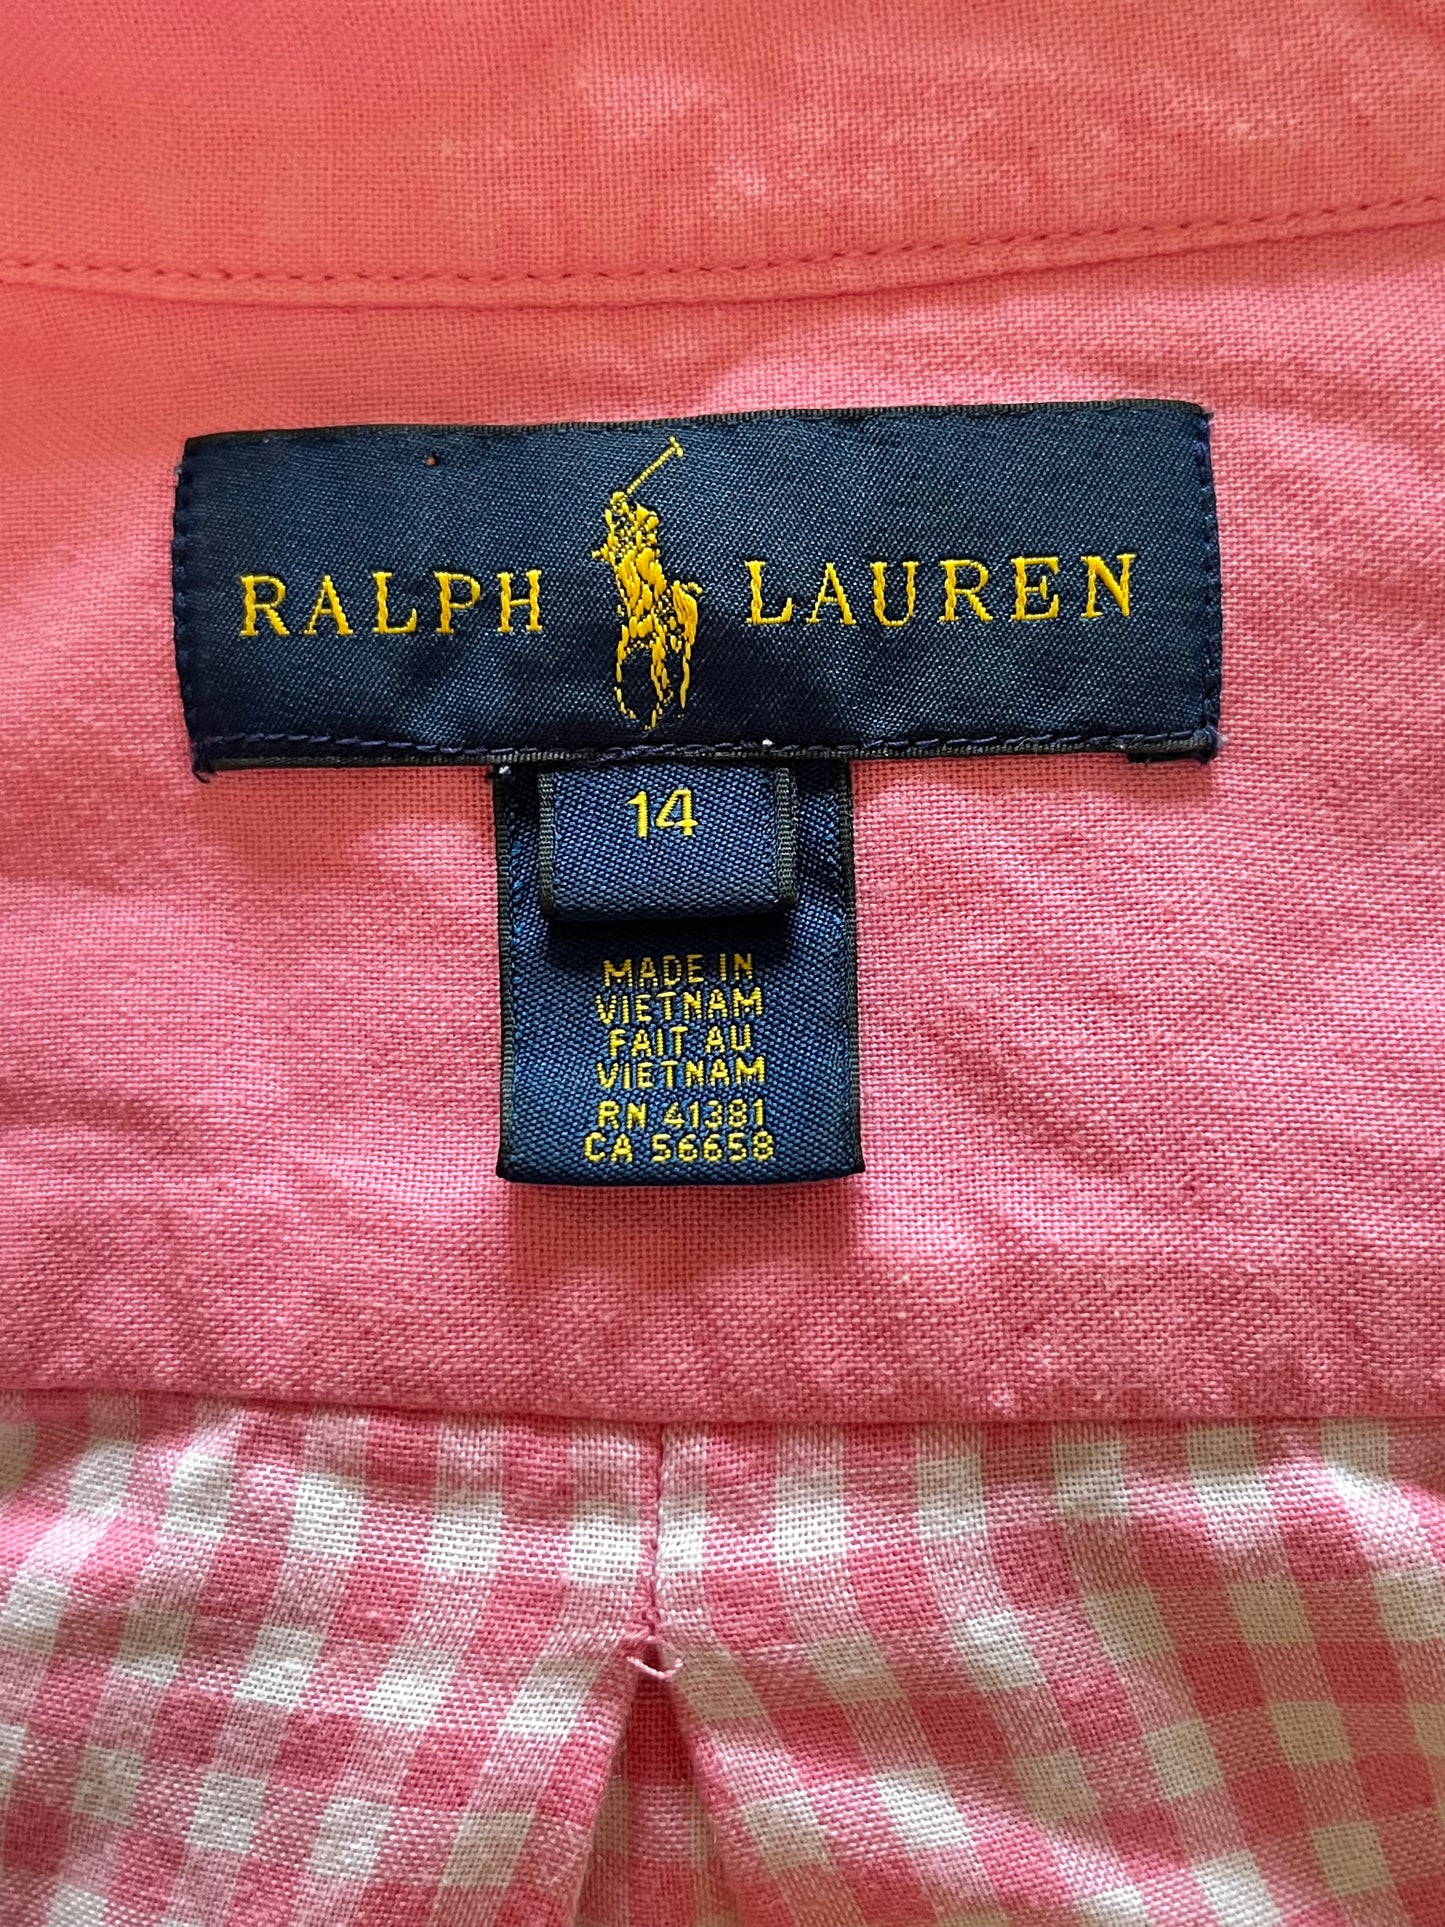 RALPH LAUREN
14
MADE IN
VIETNAM
FAIT AU
VIETNAM
RN 41381
CA 56658